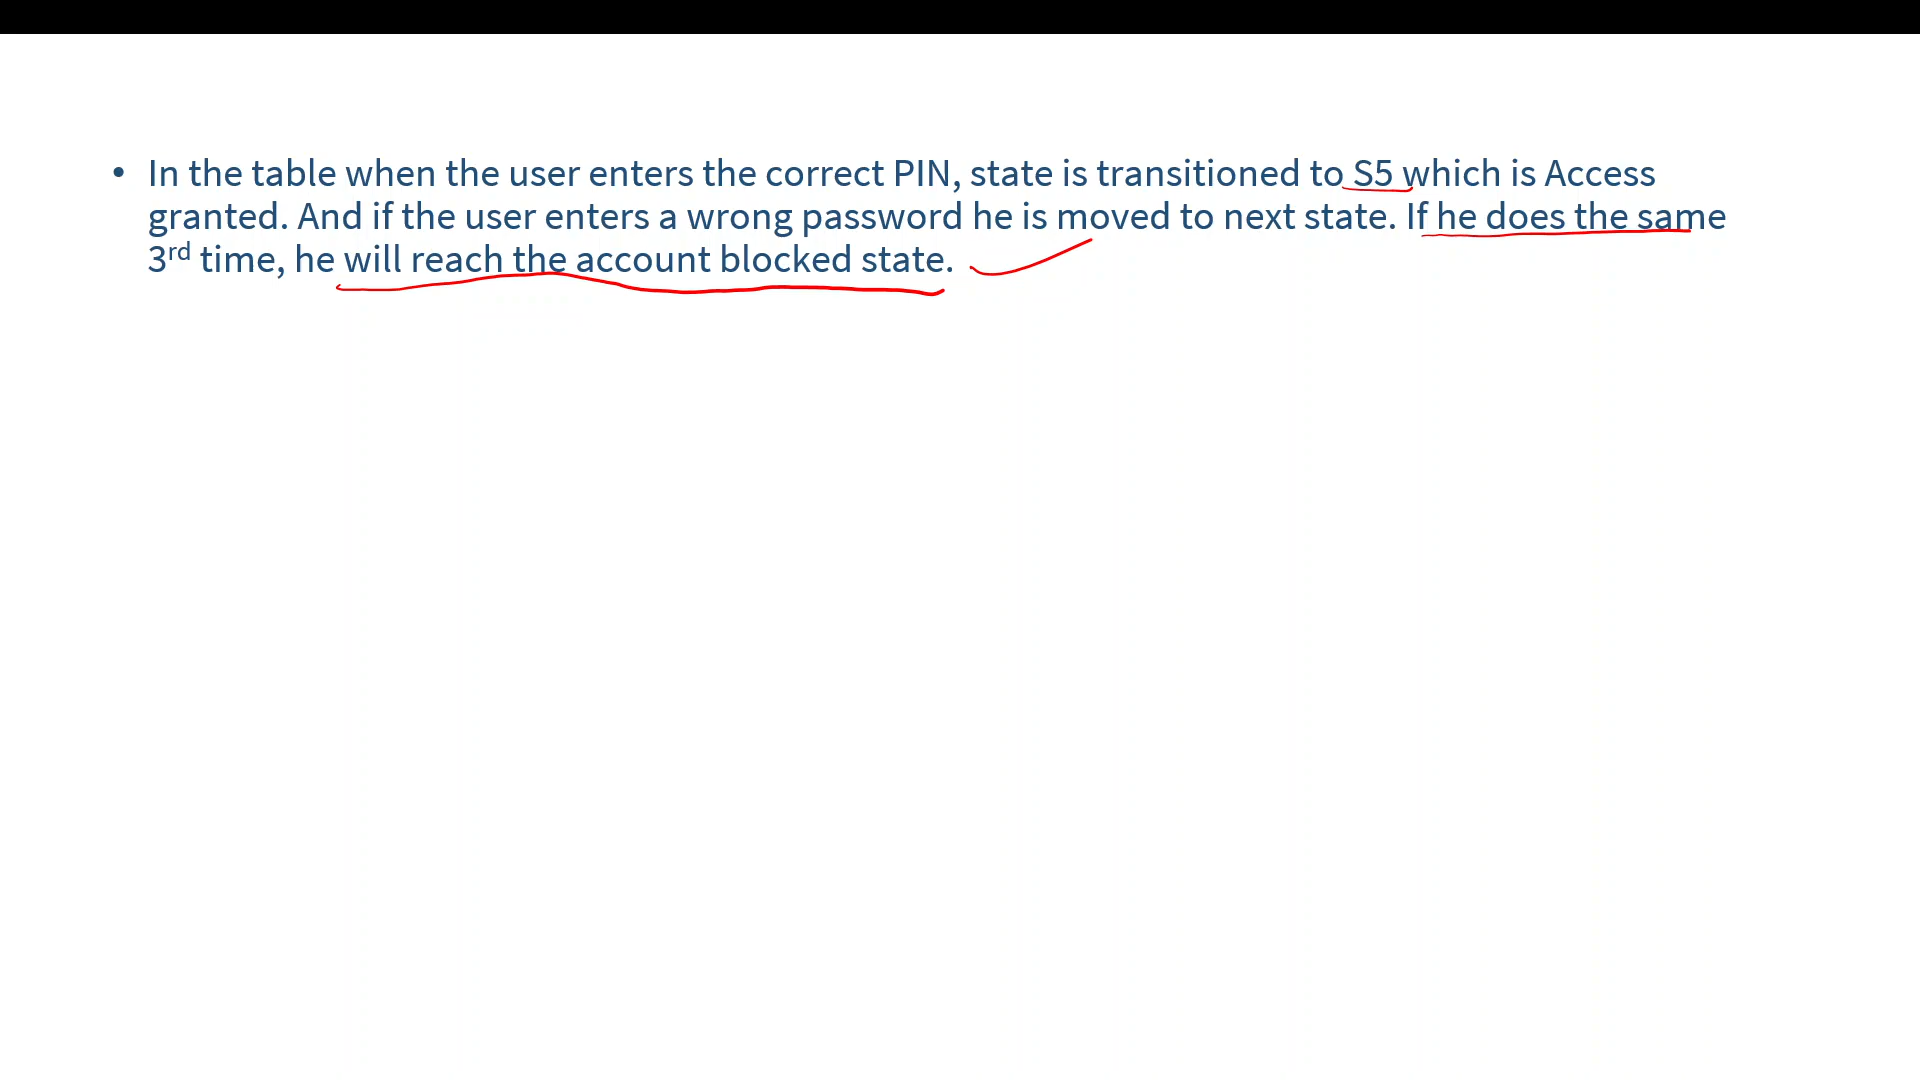 • In the table when the user enters the correct PIN, state is transitioned to S5 which is Access
granted. And if the user enters a wrong password he is moved to next state. If he does the same
3rd time, he will reach the account blocked state.